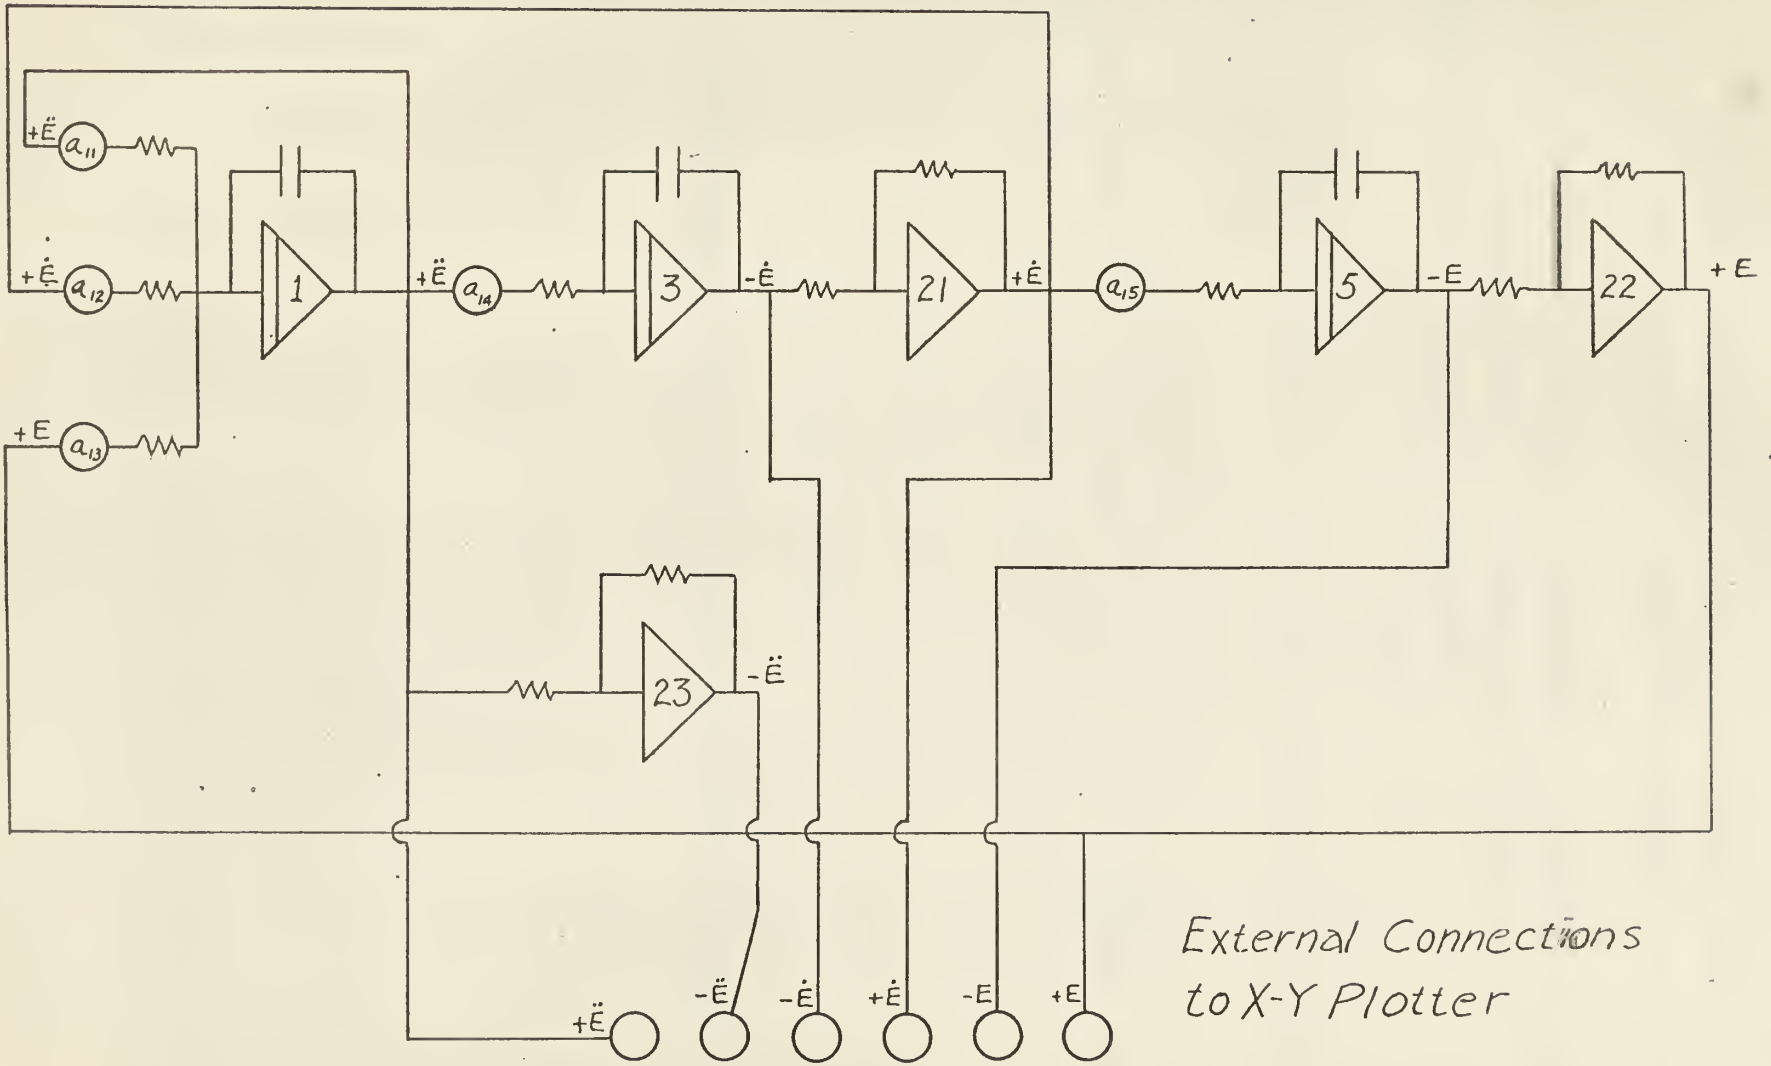 +Ë
a₁₁
+Ė
a₁₂
1
+Ë
a₁₄
3
-Ė
21
+Ė
a₁₅
5
-E
22
+E
+E
a₁₃
23
-Ë
External Connections
to X-Y Plotter
+Ë
-Ë
-Ė
+Ė
-E
+E